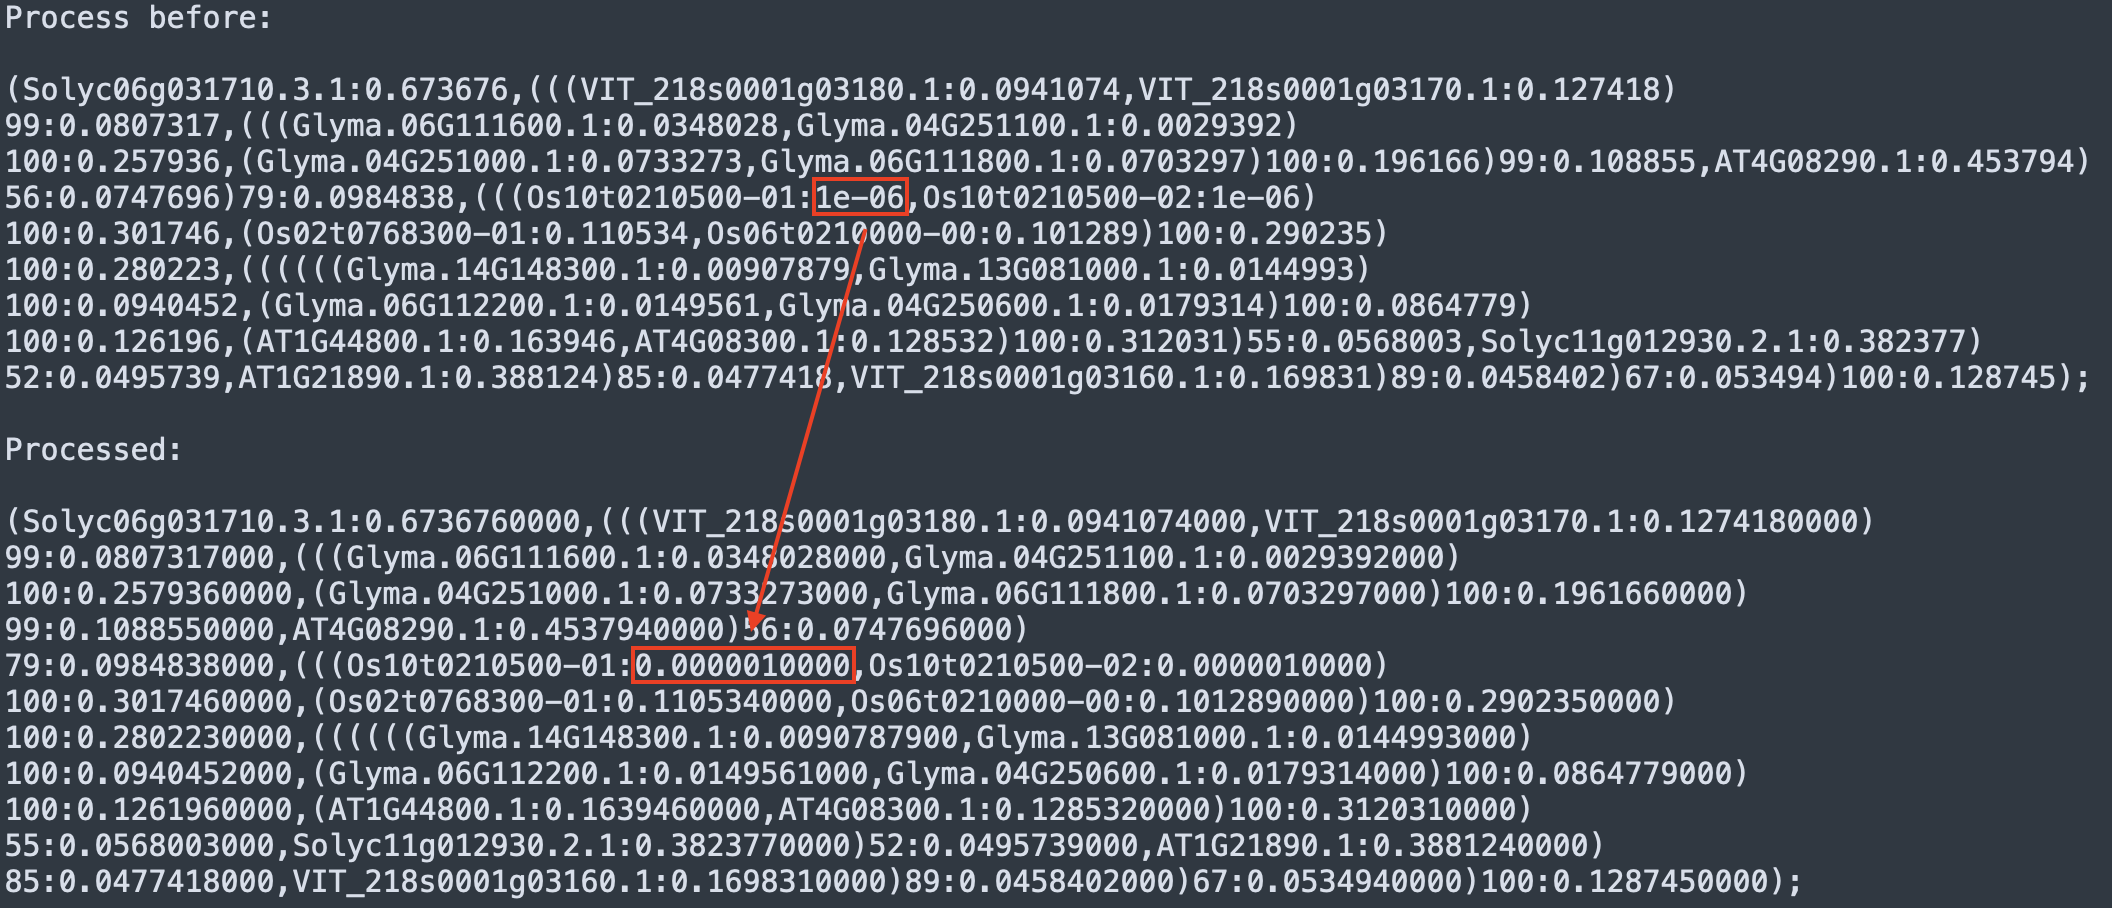 Process before:
(Solyc06g031710.3.1:0.673676,(((VIT_218s0001g03180.1:0.0941074,VIT_218s0001g03170.1:0.127418)
99:0.0807317,(((Glyma.06G111600.1:0.0348028,Glyma.04G251100.1:0.0029392)
100:0.257936,(Glyma.04G251000.1:0.0733273,Glyma.06G111800.1:0.0703297)100:0.196166)99:0.108855,AT4G08290.1:0.453794)
56:0.0747696)79:0.0984838,(((Os10t0210500-01:1e-06,Os10t0210500-02:1e-06)
100:0.301746,(Os02t0768300-01:0.110534,Os06t0210000-00:0.101289)100:0.290235)
100:0.280223,((((((Glyma.14G148300.1:0.00907879,Glyma.13G081000.1:0.0144993)
100:0.0940452,(Glyma.06G112200.1:0.0149561,Glyma.04G250600.1:0.0179314)100:0.0864779)
100:0.126196,(AT1G44800.1:0.163946,AT4G08300.1:0.128532)100:0.312031)55:0.0568003,Solyc11g012930.2.1:0.382377)
52:0.0495739,AT1G21890.1:0.388124)85:0.0477418,VIT_218s0001g03160.1:0.169831)89:0.0458402)67:0.053494)100:0.128745);
Processed:
(Solyc06g031710.3.1:0.6736760000,(((VIT_218s0001g03180.1:0.0941074000,VIT_218s0001g03170.1:0.1274180000)
99:0.0807317000,(((Glyma.06G111600.1:0.0348028000,Glyma.04G251100.1:0.0029392000)
100:0.2579360000,(Glyma.04G251000.1:0.0733273000,Glyma.06G111800.1:0.0703297000)100:0.1961660000)
99:0.1088550000,AT4G08290.1:0.4537940000)56:0.0747696000)
79:0.0984838000,(((Os10t0210500-01:0.0000010000,Os10t0210500-02:0.0000010000)
100:0.3017460000,(Os02t0768300-01:0.1105340000,Os06t0210000-00:0.1012890000)100:0.2902350000)
100:0.2802230000,((((((Glyma.14G148300.1:0.0090787900,Glyma.13G081000.1:0.0144993000)
100:0.0940452000,(Glyma.06G112200.1:0.0149561000,Glyma.04G250600.1:0.0179314000)100:0.0864779000)
100:0.1261960000,(AT1G44800.1:0.1639460000,AT4G08300.1:0.1285320000)100:0.3120310000)
55:0.0568003000,Solyc11g012930.2.1:0.3823770000)52:0.0495739000,AT1G21890.1:0.3881240000)
85:0.0477418000,VIT_218s0001g03160.1:0.1698310000)89:0.0458402000)67:0.0534940000)100:0.1287450000);